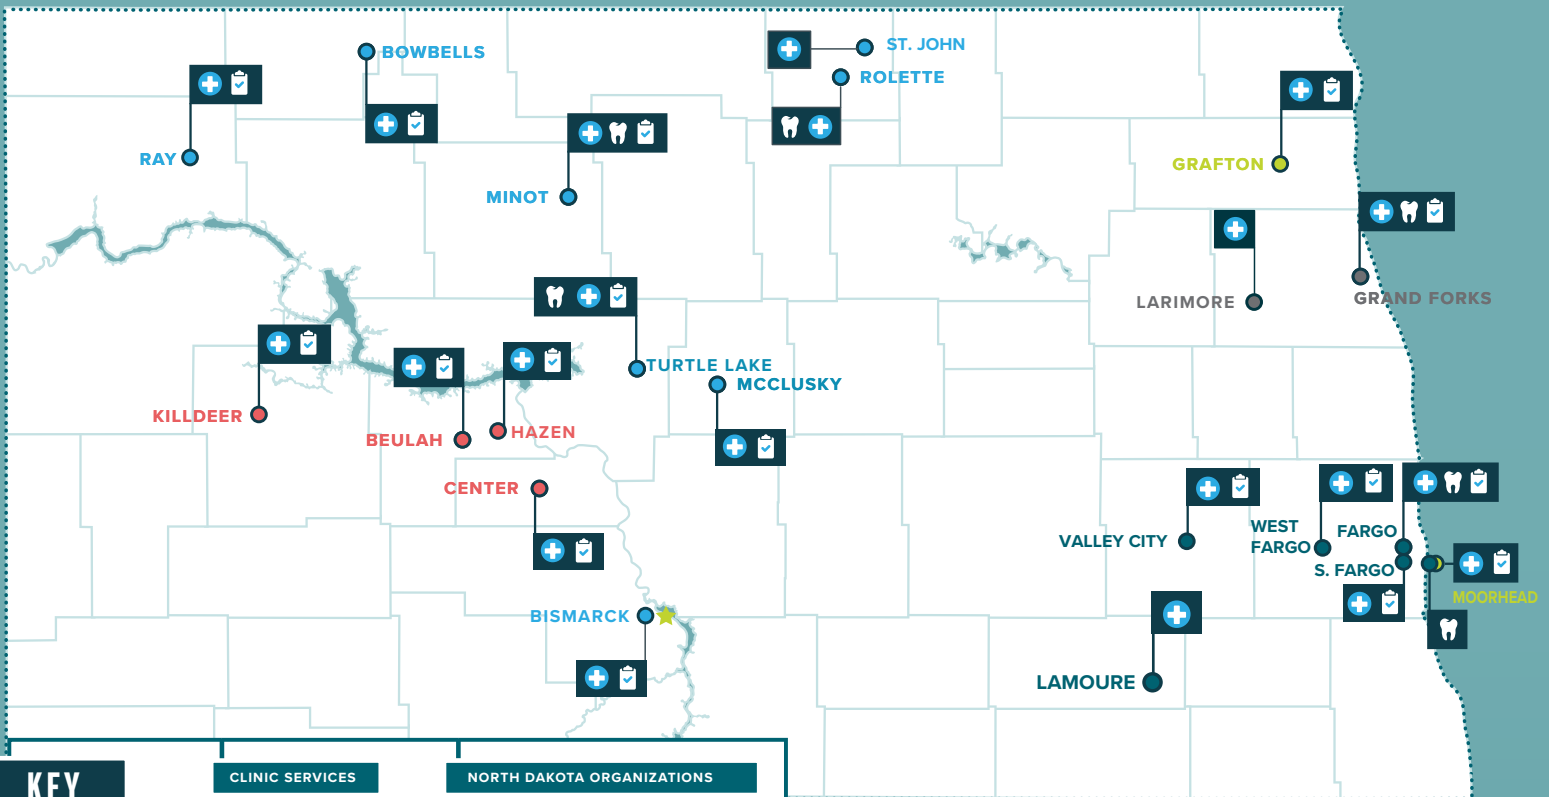 ST. JOHN
BOWBELLS
ROLETTE
RAY
GRAFTON
MINOT
GRAND FORKS
LARIMORE
TURTLE LAKE
MCCLUSKY
KILLDEER
HAZEN
BEULAH
CENTER
WEST
FARGO
FARGO
VALLEY CITY
S. FARGO
MOORHEAD
BISMARCK
LAMOURE
KEY
CLINIC SERVICES
NORTH DAKOTA ORGANIZATIONS